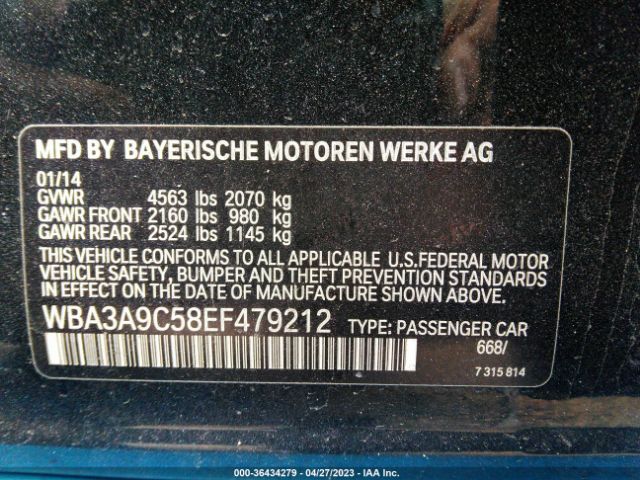 MFD BY BAYERISCHE MOTOREN WERKE AG
01/14
GVWR 4563 lbs 2070 kg
GAWR FRONT 2160 lbs 980 kg
GAWR REAR 2524 lbs 1145 kg
THIS VEHICLE CONFORMS TO ALL APPLICABLE U.S.FEDERAL MOTOR
VEHICLE SAFETY, BUMPER AND THEFT PREVENTION STANDARDS
IN EFFECT ON THE DATE OF MANUFACTURE SHOWN ABOVE.
WBA3A9C58EF479212 TYPE: PASSENGER CAR
668/
7 315 814
000-36434279 - 04/27/2023 - IAA Inc.